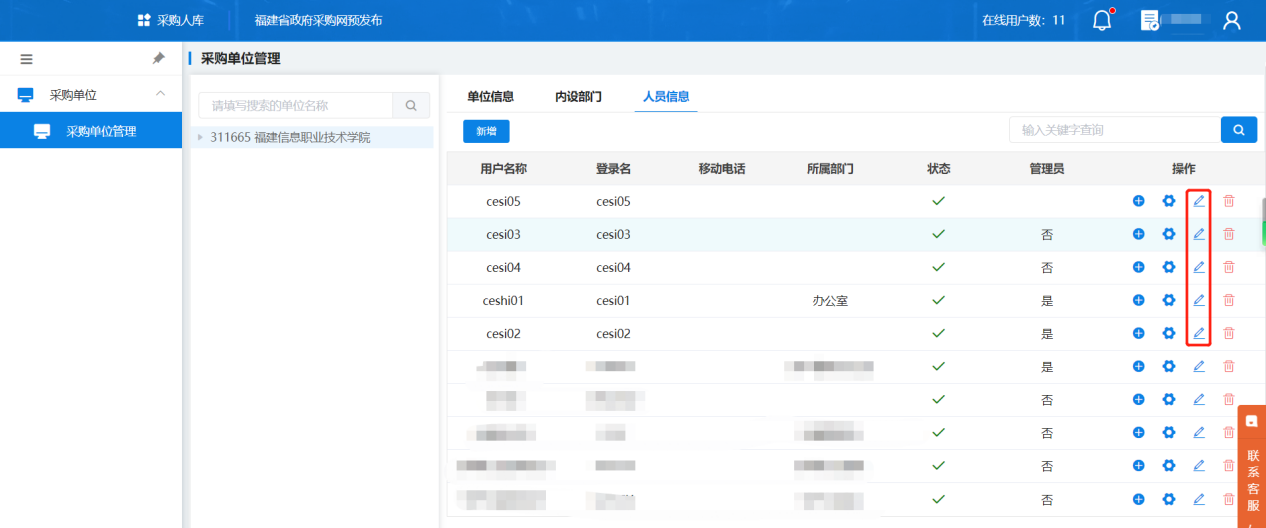 采购人库 福建省政府采购网预发布 在线用户数：11
采购单位管理
采购单位
采购单位管理
请填写搜索的单位名称
311665 福建信息职业技术学院
单位信息 内设部门 人员信息
新增 输入关键字查询
用户名称 登录名 移动电话 所属部门 状态 管理员 操作
cesi05 cesi05
cesi03 cesi03 否
cesi04 cesi04 否
ceshi01 cesi01 办公室 是
cesi02 cesi02 是
是
否
否
否
否
联系客服